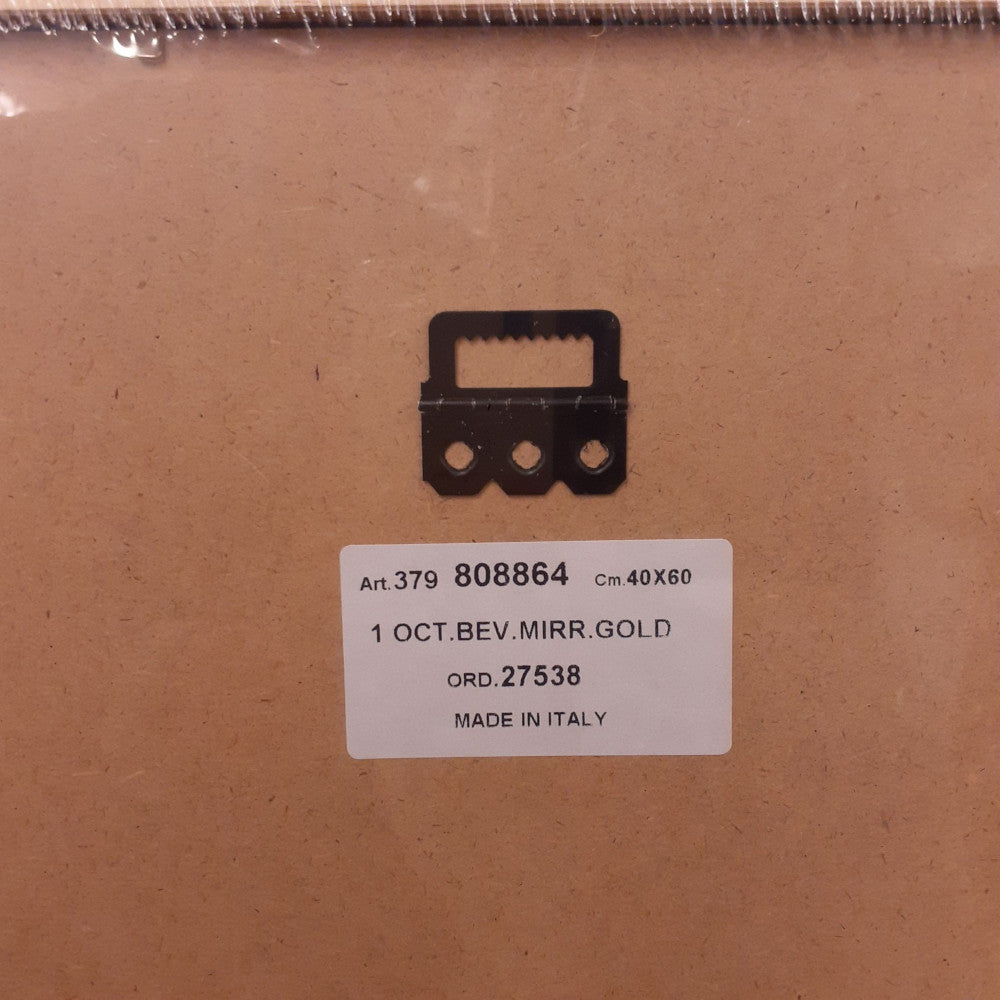 Art.379 808864 Cm.40X60
1 OCT.BEV.MIRR.GOLD
ORD.27538
MADE IN ITALY